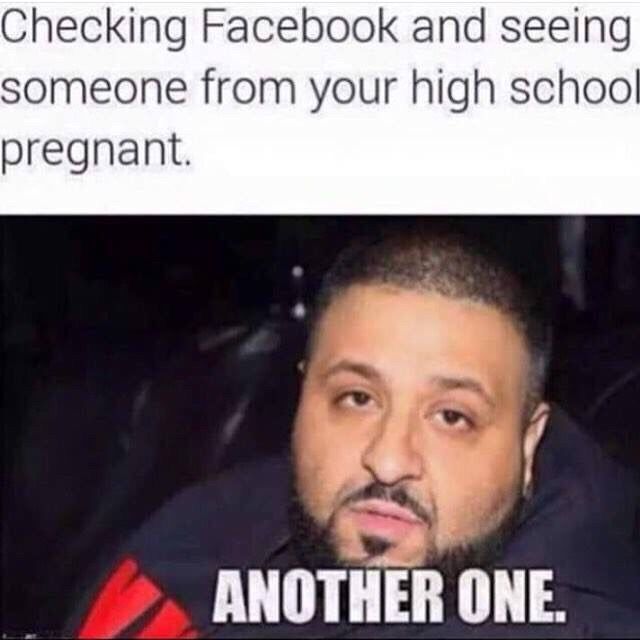 Checking Facebook and seeing
someone from your high school
pregnant.
ANOTHER ONE.